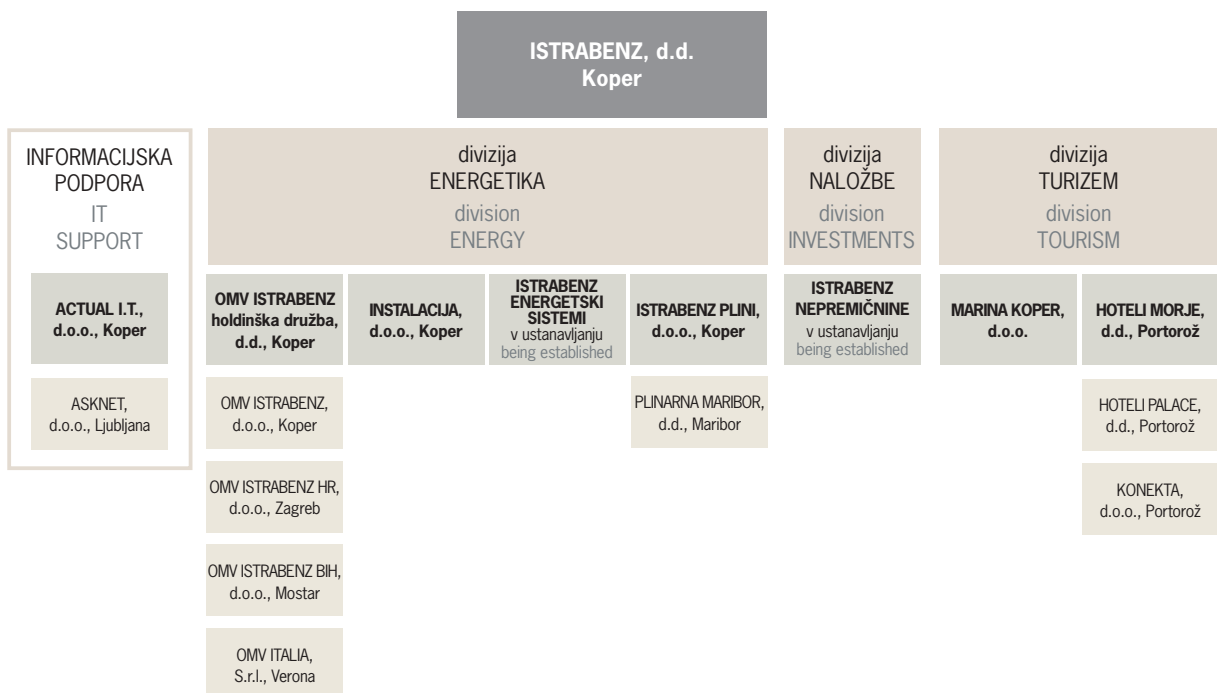 ISTRABENZ, d.d.
Koper
INFORMACIJSKA
PODPORA
IT
SUPPORT
divizija
ENERGETIKA
division
ENERGY
divizija
NALOŽBE
division
INVESTMENTS
divizija
TURIZEM
division
TOURISM
ACTUAL I.T.,
d.o.o., Koper
OMV ISTRABENZ
holdinška družba,
d.d., Koper
INSTALACIJA,
d.o.o., Koper
ISTRABENZ
ENERGETSKI
SISTEMI
v ustanavljanju
being established
ISTRABENZ PLINI,
d.o.o., Koper
ISTRABENZ
NEPREMIČNINE
v ustanavljanju
being established
MARINA KOPER,
d.o.o.
HOTELI MORJE,
d.d., Portorož
ASKNET,
d.o.o., Ljubljana
OMV ISTRABENZ,
d.o.o., Koper
PLINARNA MARIBOR,
d.d., Maribor
HOTELI PALACE,
d.d., Portorož
OMV ISTRABENZ HR,
d.o.o., Zagreb
KONEKTA,
d.o.o., Portorož
OMV ISTRABENZ BIH,
d.o.o., Mostar
OMV ITALIA,
S.r.l., Verona